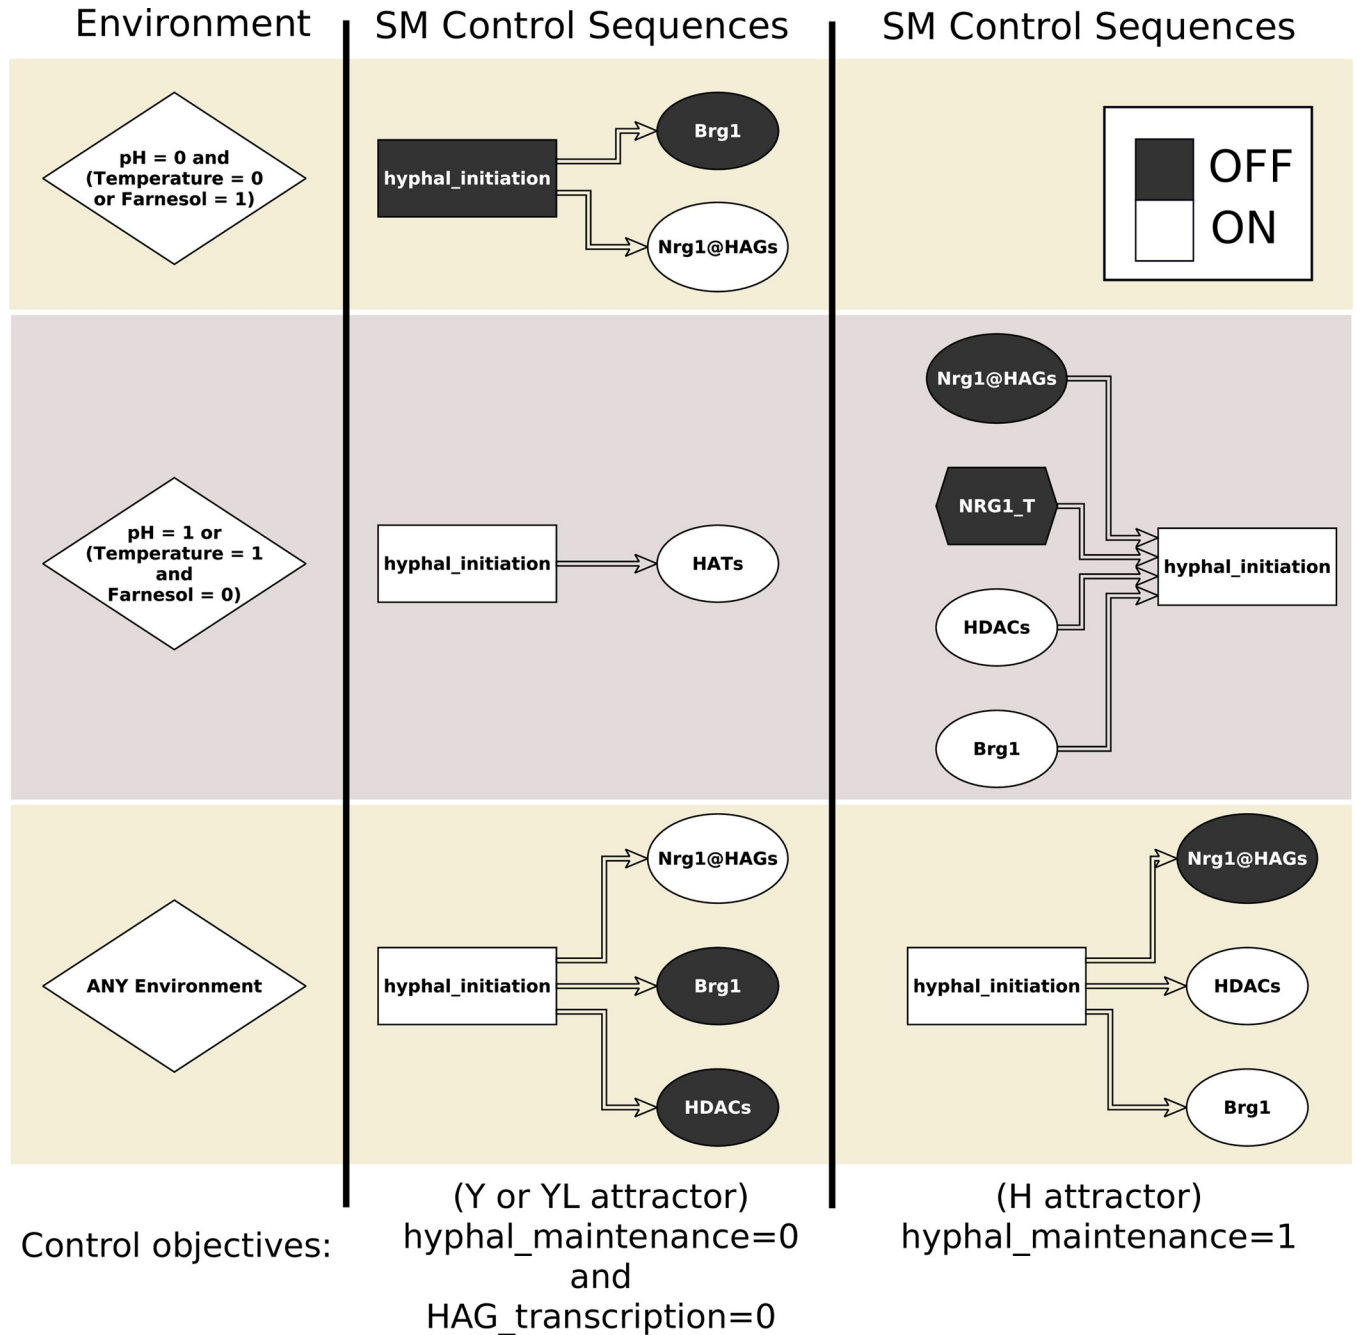 Environment
SM Control Sequences
SM Control Sequences
pH = 0 and
(Temperature = 0
or Farnesol = 1)
hyphal_initiation
Brg1
Nrg1@HAGs
OFF
ON
pH = 1 or
(Temperature = 1
and
Farnesol = 0)
hyphal_initiation
HATs
Nrg1@HAGs
NRG1_T
HDACs
Brg1
hyphal_initiation
ANY Environment
hyphal_initiation
Nrg1@HAGs
Brg1
HDACs
hyphal_initiation
Nrg1@HAGs
HDACs
Brg1
Control objectives:
(Y or YL attractor)
hyphal_maintenance=0
and
HAG_transcription=0
(H attractor)
hyphal_maintenance=1